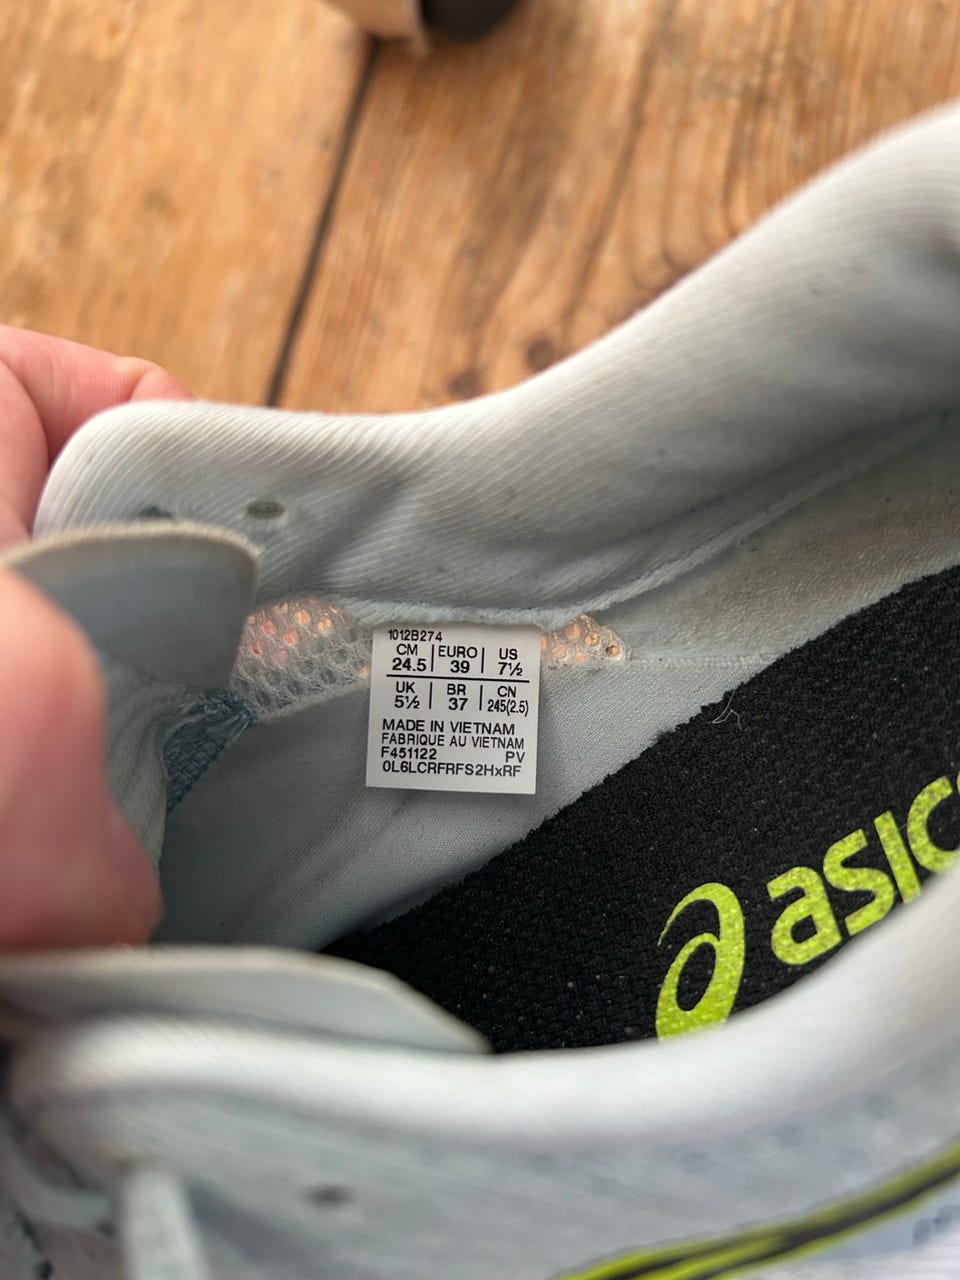 1012B274
CM | EURO | US
24.5 | 39 | 7½
UK | BR | CN
5½ | 37 | 245(2.5)
MADE IN VIETNAM
FABRIQUE AU VIETNAM
F451122 PV
0L6LCRFRFS2HxRF
asics